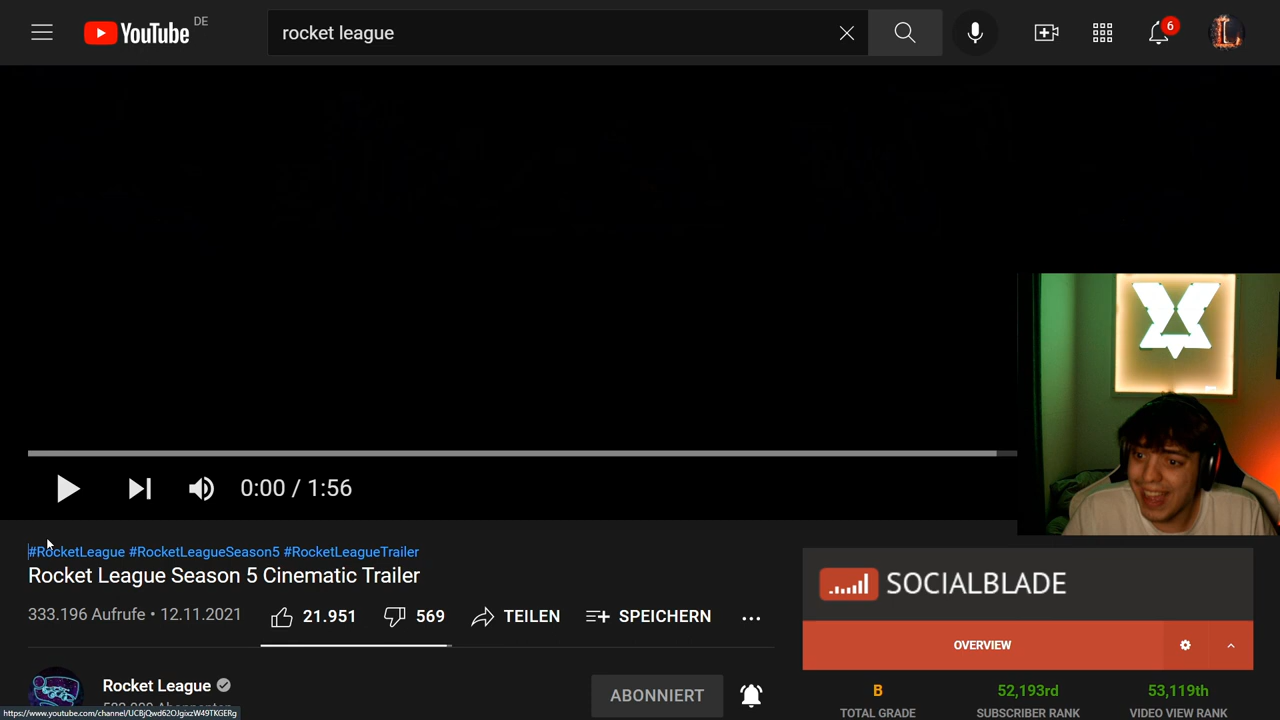 YouTube DE
rocket league
6
0:00 / 1:56
#RocketLeague #RocketLeagueSeason5 #RocketLeagueTrailer
Rocket League Season 5 Cinematic Trailer
333.196 Aufrufe • 12.11.2021
21.951
569
TEILEN
SPEICHERN
Rocket League
ABONNIERT
SOCIALBLADE
OVERVIEW
B
52,193rd
53,119th
TOTAL GRADE
SUBSCRIBER RANK
VIDEO VIEW RANK